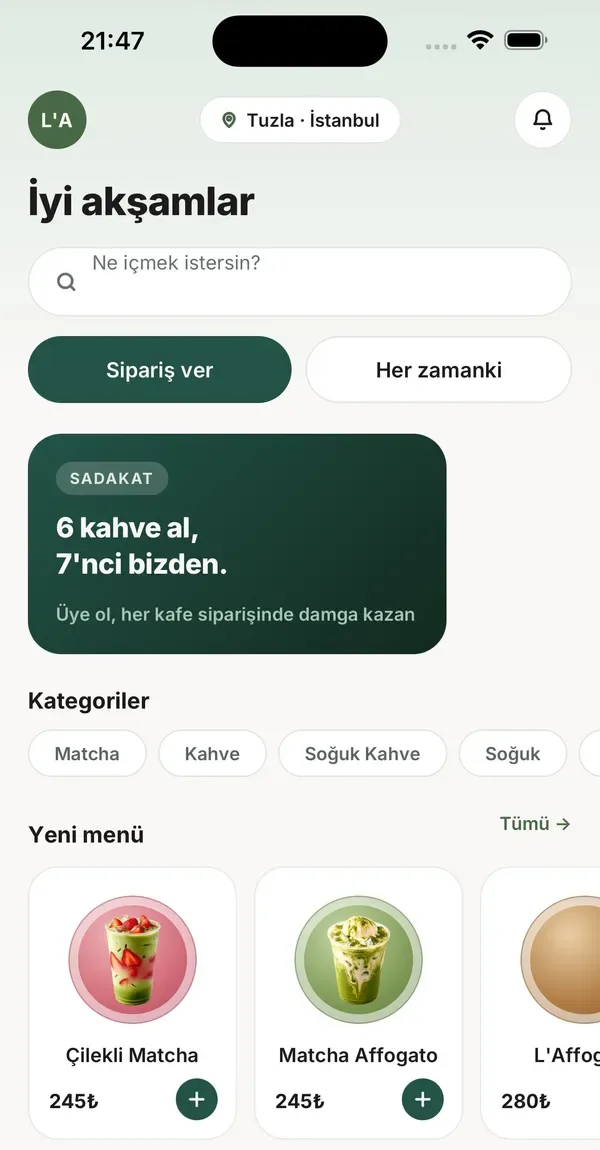 21:47
L'A
Tuzla · İstanbul
İyi akşamlar
Ne içmek istersin?
Sipariş ver
Her zamanki
SADAKAT
6 kahve al,
7'nci bizden.
Üye ol, her kafe siparişinde damga kazan
Kategoriler
Matcha
Kahve
Soğuk Kahve
Soğuk
Yeni menü
Tümü →
Çilekli Matcha
Matcha Affogato
L'Affog
245₺
245₺
280₺